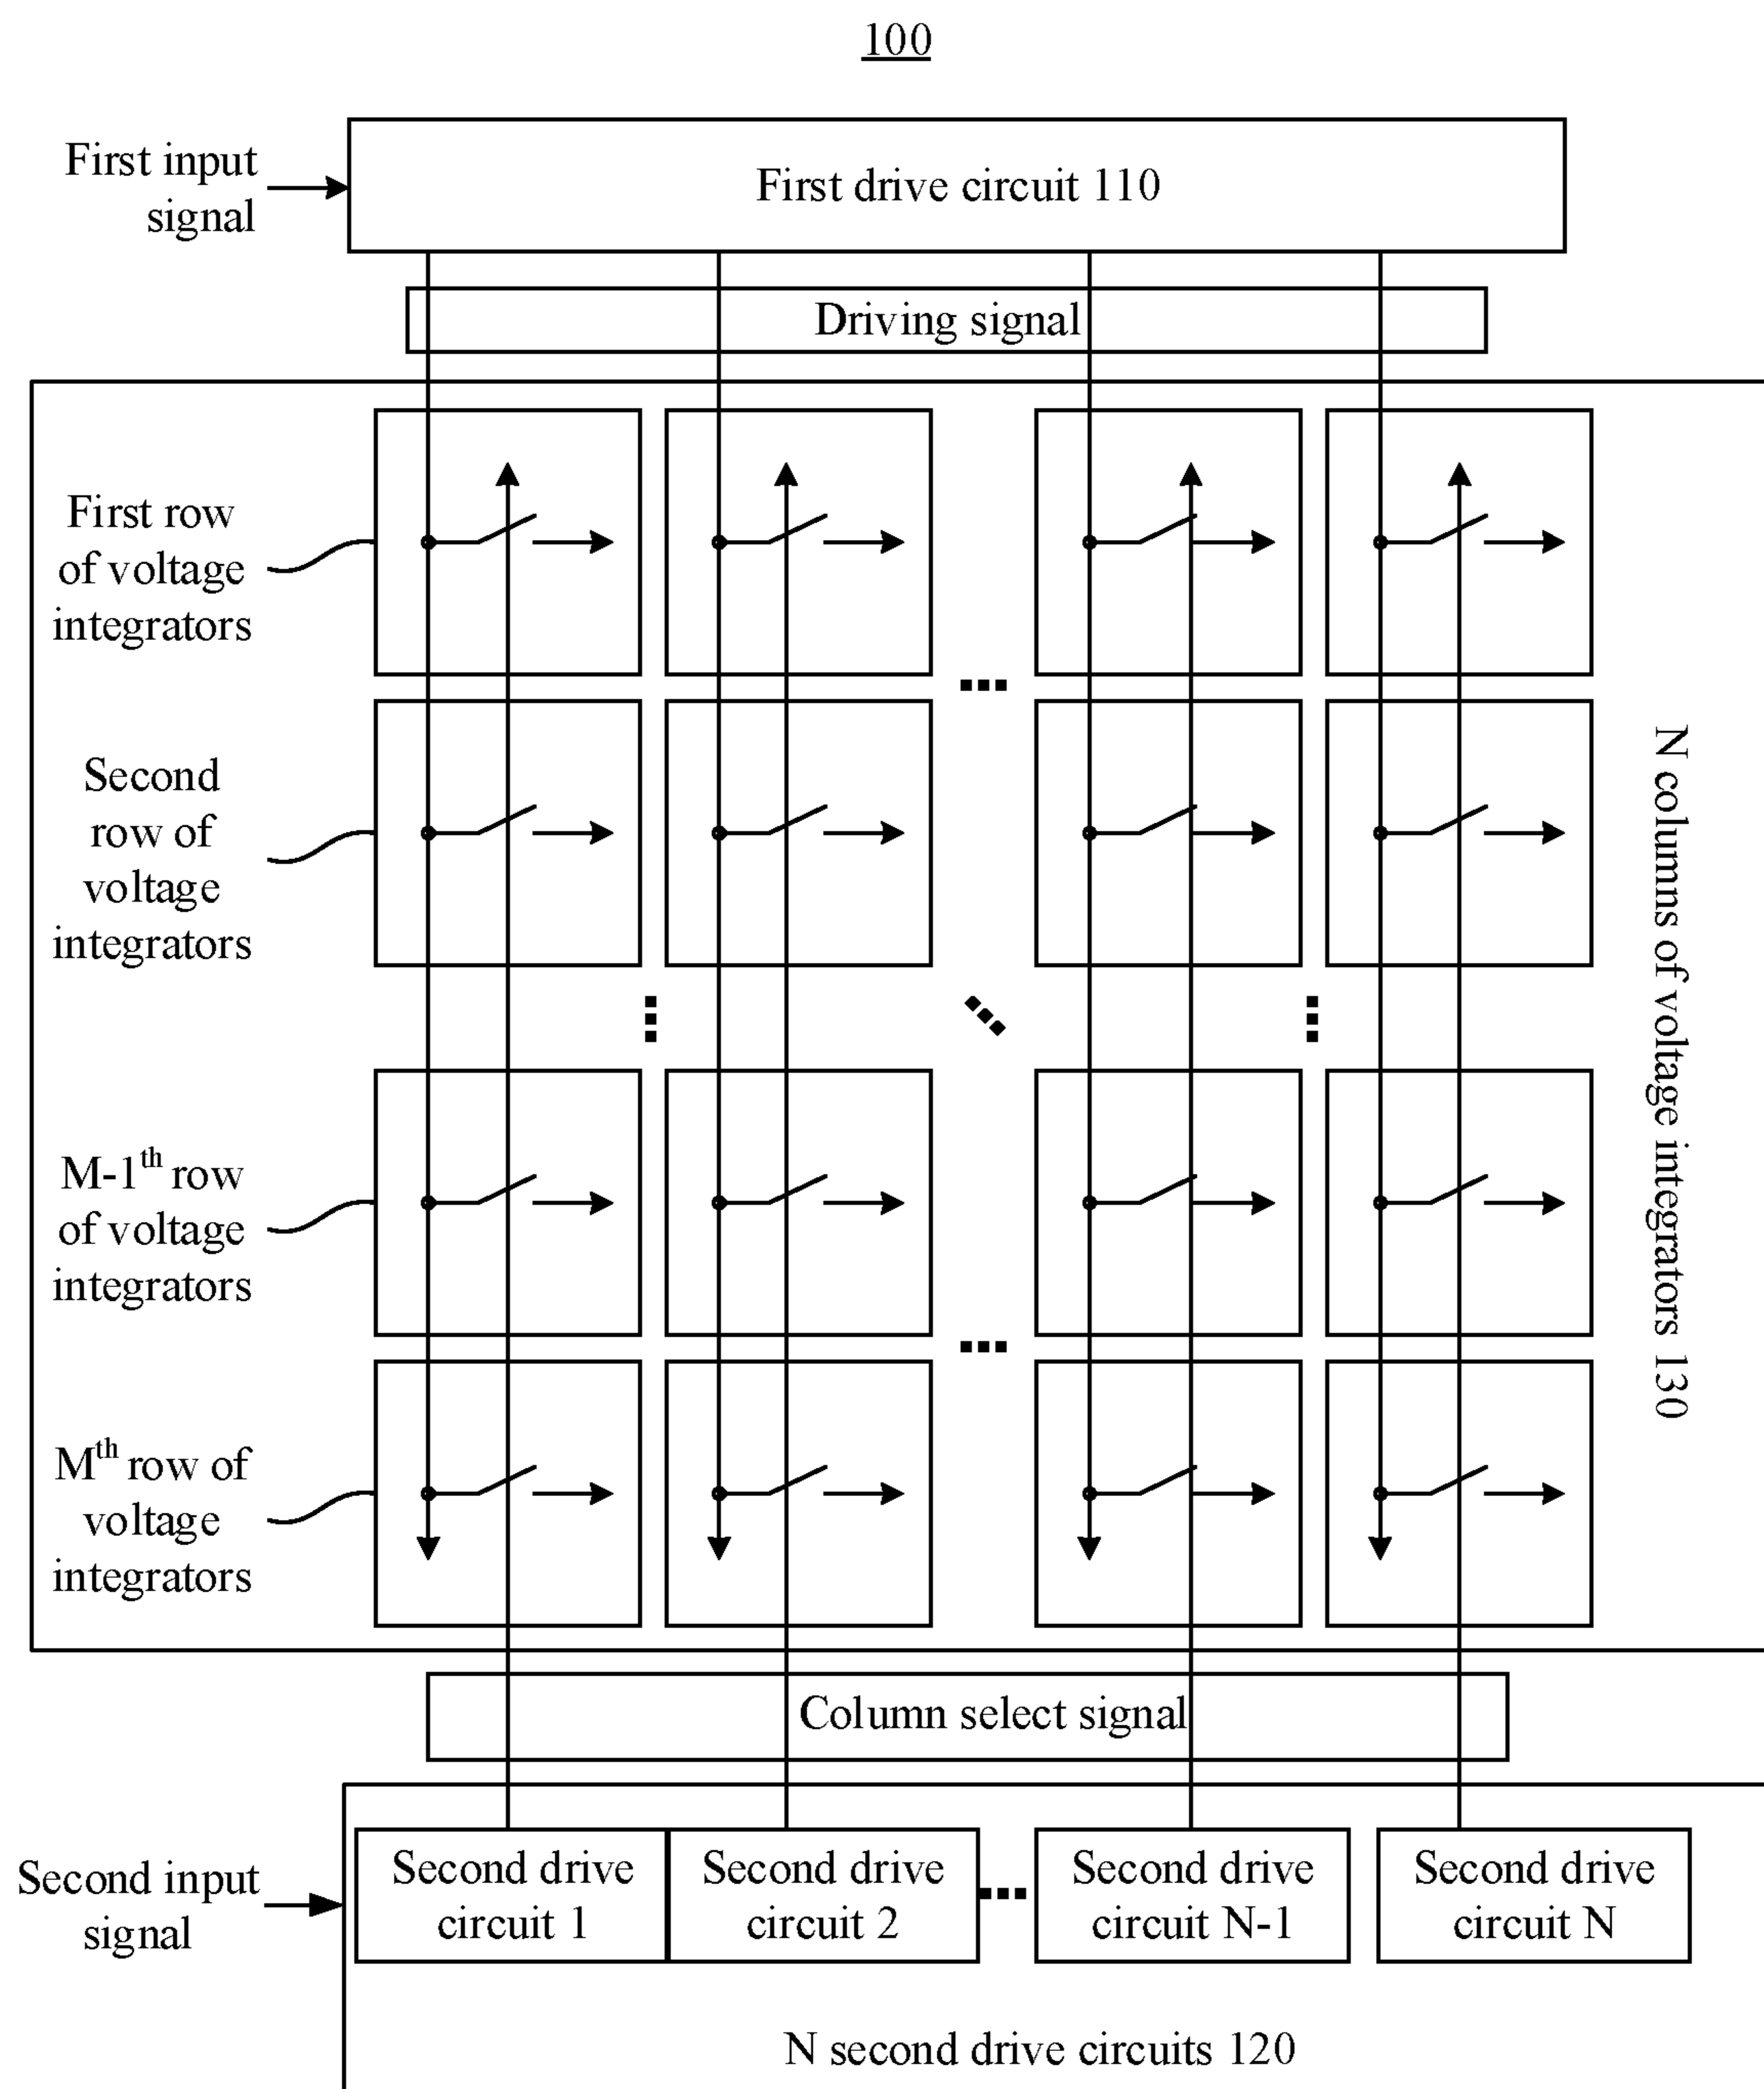 100
First input
signal
First drive circuit 110
Driving signal
First row
of voltage
integrators
Second
row of
voltage
integrators
M-1th row
of voltage
integrators
Mth row of
voltage
integrators
N columns of voltage integrators 130
Column select signal
Second input
signal
Second drive
circuit 1
Second drive
circuit 2
Second drive
circuit N-1
Second drive
circuit N
N second drive circuits 120